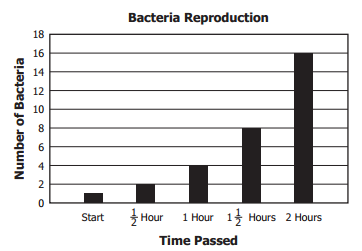 Bacteria Reproduction
Number of Bacteria
18
16
14
12
10
8
6
4
2
0
Start
1/2 Hour
1 Hour
1 1/2 Hours
2 Hours
Time Passed